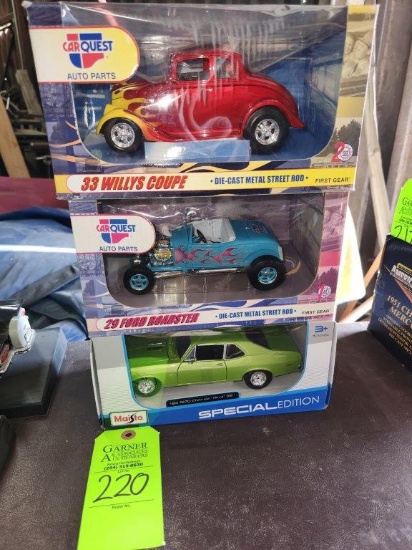 CARQUEST
AUTO PARTS
33 WILLYS COUPE • DIE-CAST METAL STREET ROD • FIRST GEAR
CARQUEST
AUTO PARTS
29 FORD ROADSTER • DIE-CAST METAL STREET ROD • FIRST GEAR
3+
Maisto
SPECIAL EDITION
GARNER
220